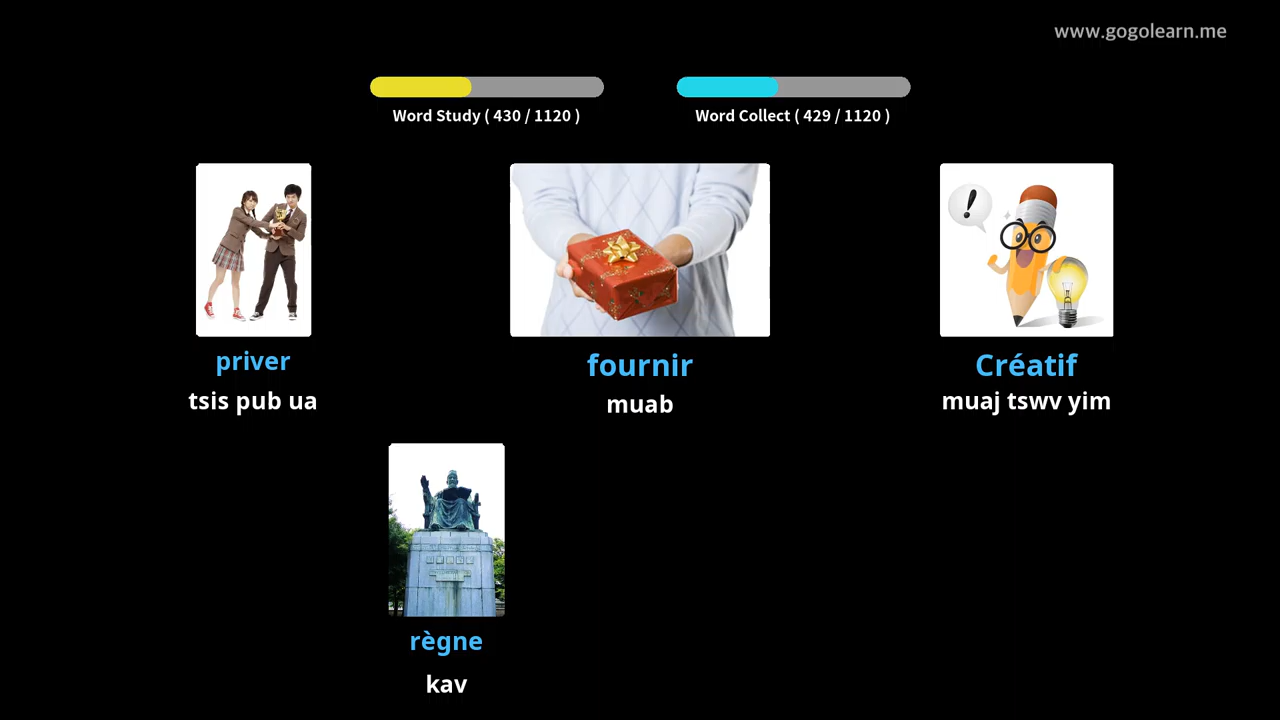 www.gogolearn.me
Word Study ( 430 / 1120 )
Word Collect ( 429 / 1120 )
priver
tsis pub ua
fournir
muab
Créatif
muaj tswv yim
règne
kav